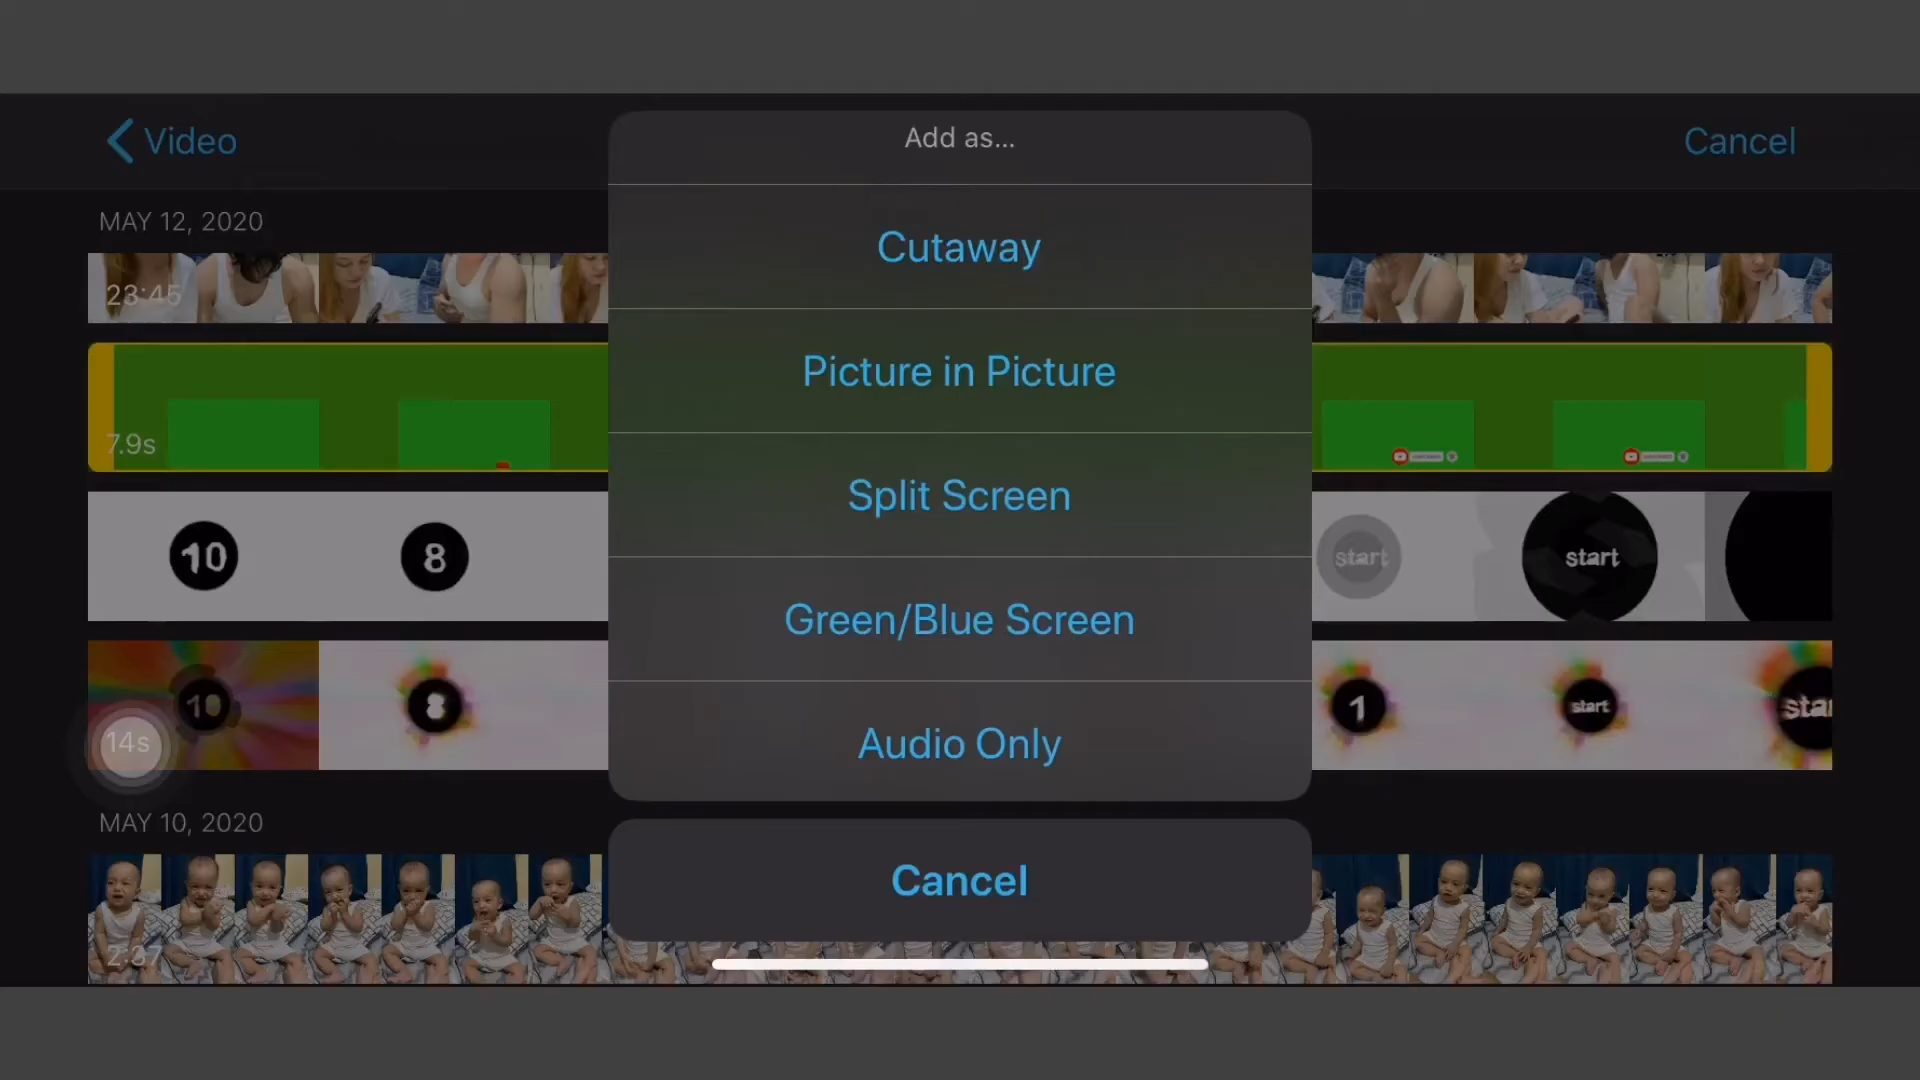 Video
Add as...
Cancel
MAY 12, 2020
Cutaway
23:45
Picture in Picture
7.9s
Split Screen
10
8
start
start
Green/Blue Screen
10
8
1
start
star
14s
Audio Only
MAY 10, 2020
Cancel
2:37